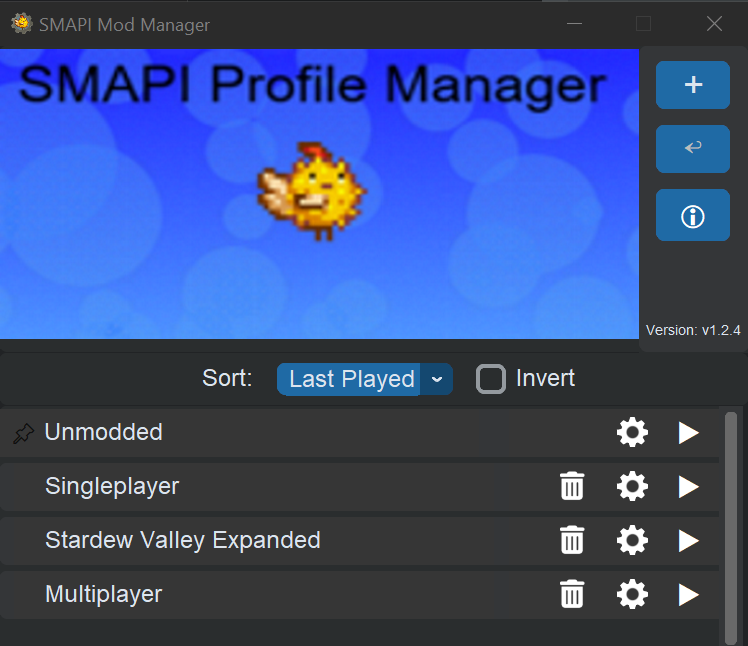 SMAPI Mod Manager
SMAPI Profile Manager
Version: v1.2.4
Sort: Last Played Invert
Unmodded
Singleplayer
Stardew Valley Expanded
Multiplayer